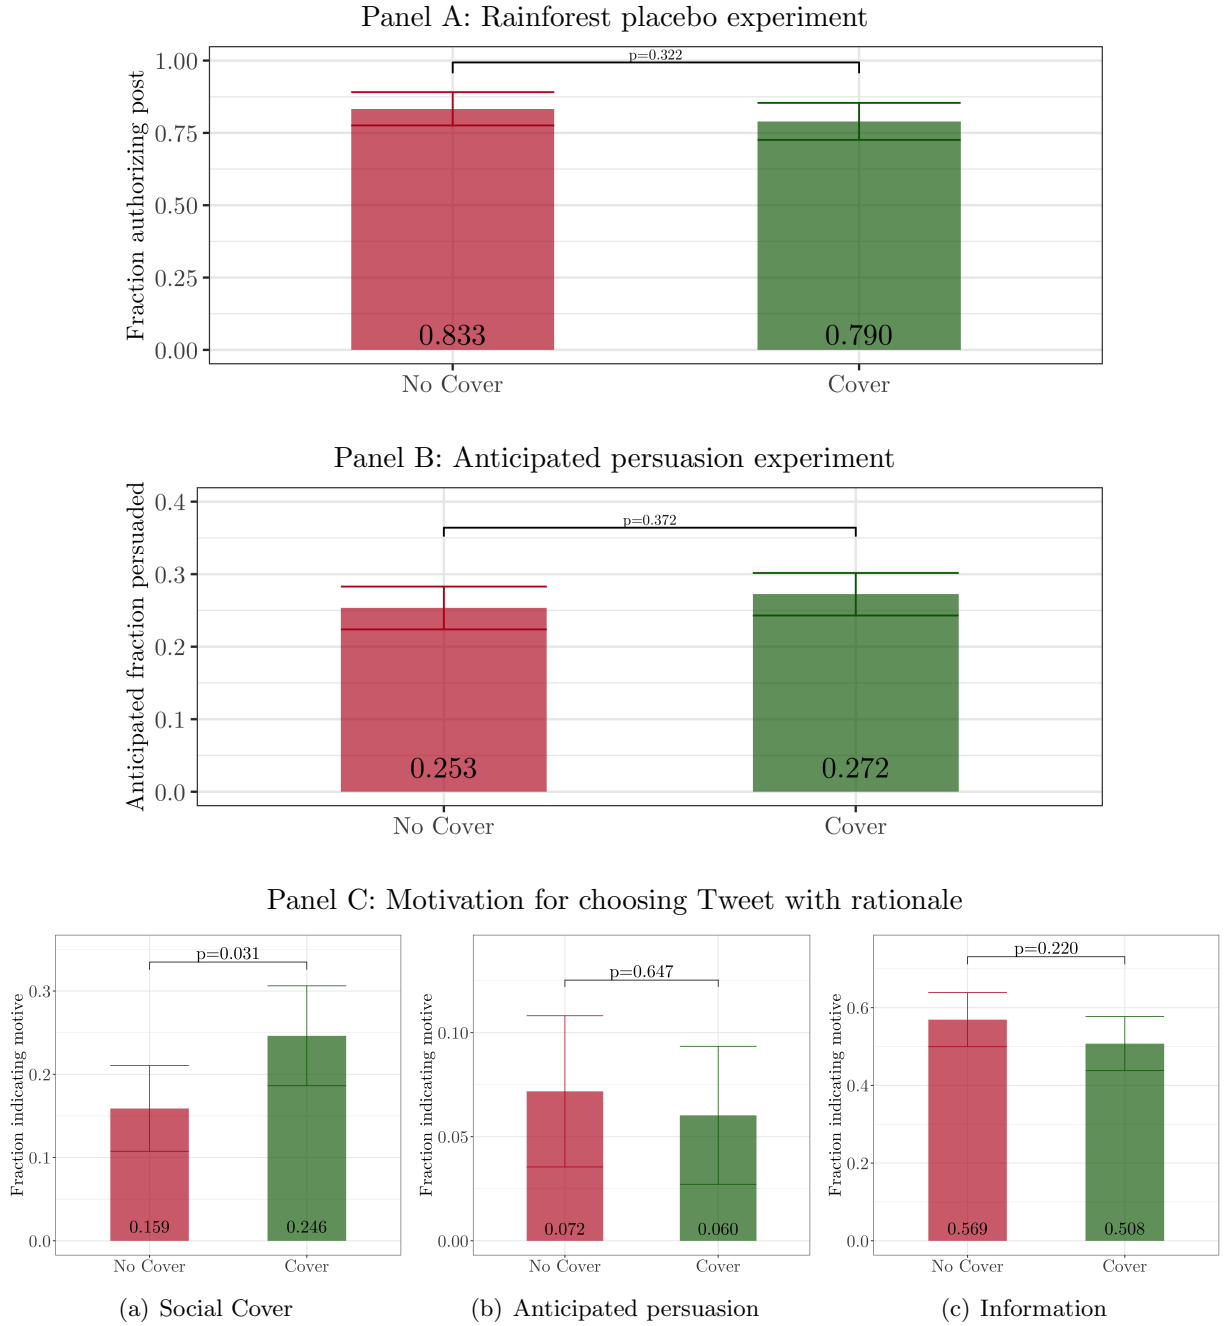 Panel A: Rainforest placebo experiment
Fraction authorizing post
1.00
0.75
0.50
0.25
0.00
p=0.322
0.833
0.790
No Cover
Cover
Panel B: Anticipated persuasion experiment
Anticipated fraction persuaded
0.4
0.3
0.2
0.1
0.0
p=0.372
0.253
0.272
No Cover
Cover
Panel C: Motivation for choosing Tweet with rationale
Fraction indicating motive
0.3
0.2
0.1
0.0
p=0.031
0.159
0.246
No Cover
Cover
(a) Social Cover
Fraction indicating motive
0.10
0.05
0.00
p=0.647
0.072
0.060
No Cover
Cover
(b) Anticipated persuasion
Fraction indicating motive
0.6
0.4
0.2
0.0
p=0.220
0.569
0.508
No Cover
Cover
(c) Information